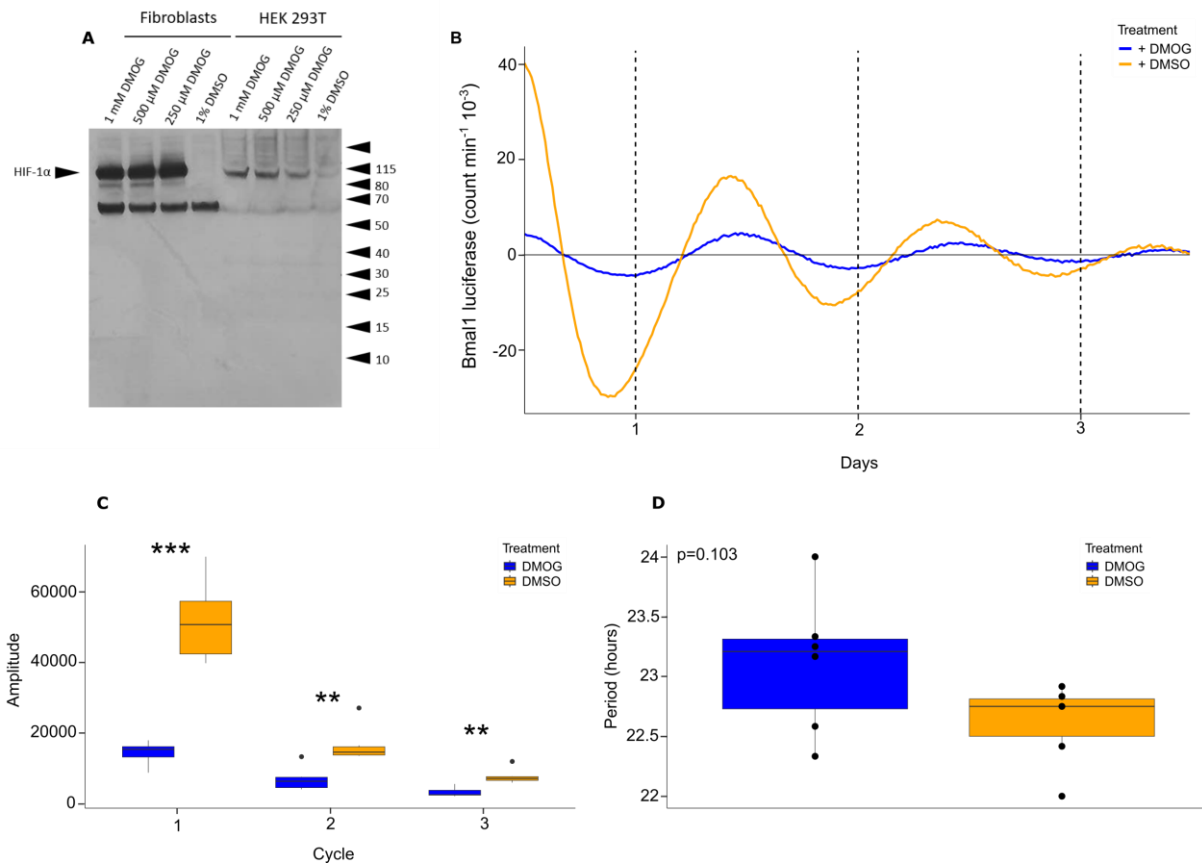 A
Fibroblasts HEK 293T
1 mM DMOG
500 µM DMOG
250 µM DMOG
1% DMSO
1 mM DMOG
500 µM DMOG
250 µM DMOG
1% DMSO
HIF-1α
115
80
70
50
40
30
25
15
10
B
Treatment
+ DMOG
+ DMSO
Bmal1 luciferase (count min⁻¹ 10⁻³)
40
20
0
-20
1 2 3
Days
C
Treatment
DMOG
DMSO
Amplitude
60000
40000
20000
0
***
**
**
1 2 3
Cycle
D
p=0.103
Treatment
DMOG
DMSO
Period (hours)
24
23.5
23
22.5
22